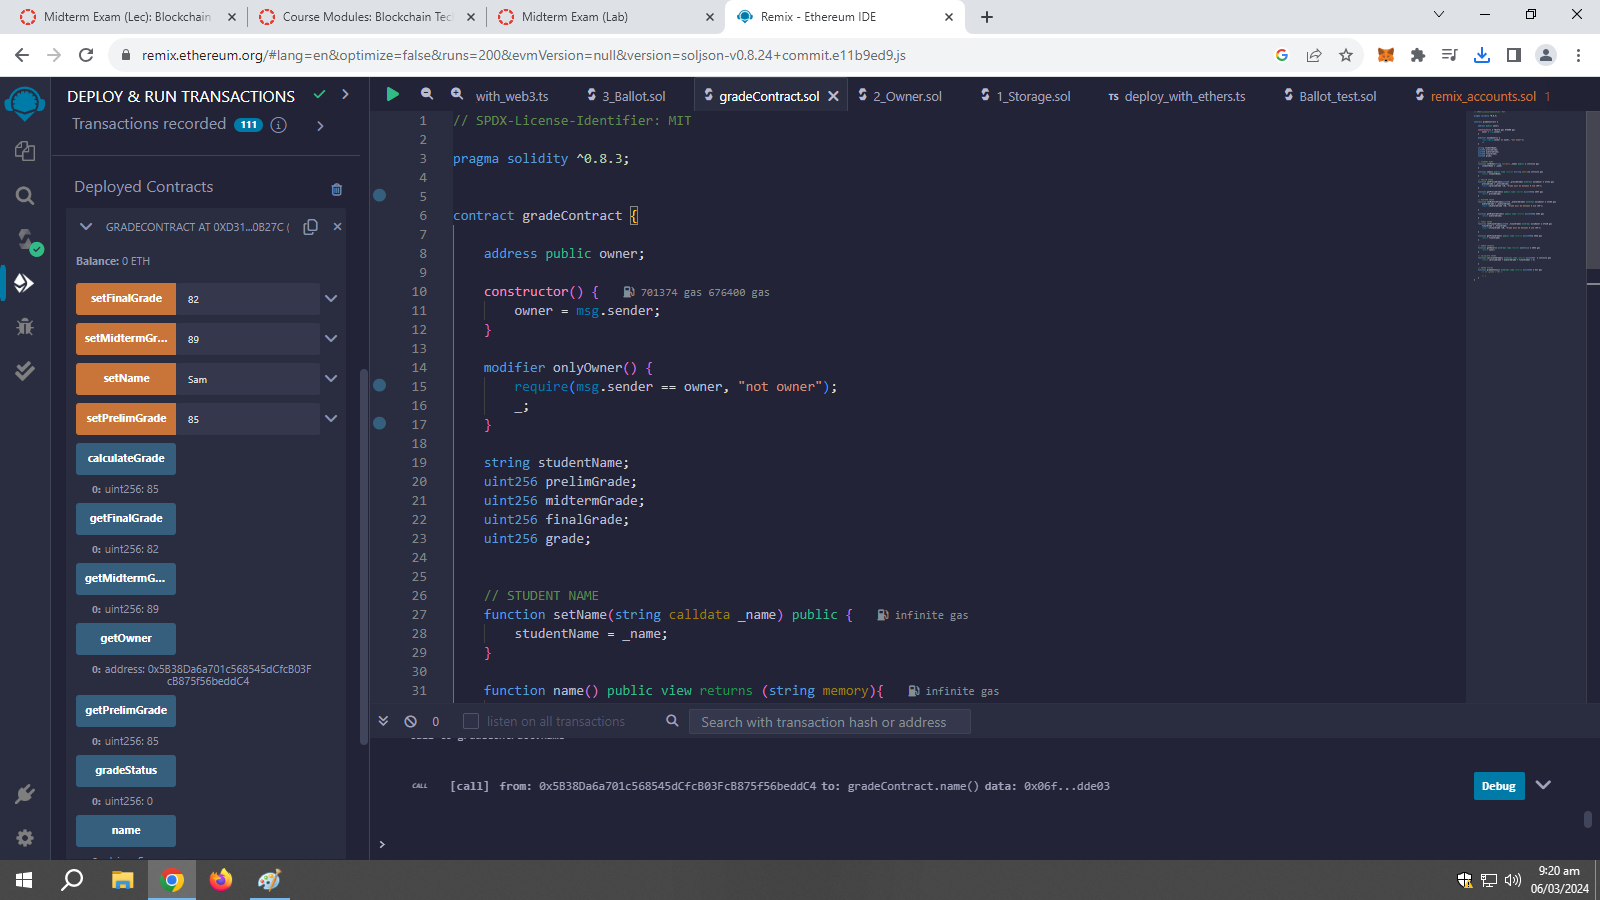 Midterm Exam (Lec): Blockchain
Course Modules: Blockchain Tec
Midterm Exam (Lab)
Remix - Ethereum IDE
remix.ethereum.org/#lang=en&optimize=false&runs=200&evmVersion=null&version=soljson-v0.8.24+commit.e11b9ed9.js
DEPLOY & RUN TRANSACTIONS
Transactions recorded 111
Deployed Contracts
GRADECONTRACT AT 0XD31...0B27C (
Balance: 0 ETH
setFinalGrade 82
setMidtermGr... 89
setName Sam
setPrelimGrade 85
calculateGrade
0: uint256: 85
getFinalGrade
0: uint256: 82
getMidtermG...
0: uint256: 89
getOwner
0: address: 0x5B38Da6a701c568545dCfcB03F
cB875f56beddC4
getPrelimGrade
0: uint256: 85
gradeStatus
0: uint256: 0
name
with_web3.ts
3_Ballot.sol
gradeContract.sol
2_Owner.sol
1_Storage.sol
TS deploy_with_ethers.ts
Ballot_test.sol
remix_accounts.sol 1
1 // SPDX-License-Identifier: MIT
2
3 pragma solidity ^0.8.3;
4
5
6 contract gradeContract {
7
8 address public owner;
9
10 constructor() { 701374 gas 676400 gas
11 owner = msg.sender;
12 }
13
14 modifier onlyOwner() {
15 require(msg.sender == owner, "not owner");
16 _;
17 }
18
19 string studentName;
20 uint256 prelimGrade;
21 uint256 midtermGrade;
22 uint256 finalGrade;
23 uint256 grade;
24
25
26 // STUDENT NAME
27 function setName(string calldata _name) public { infinite gas
28 studentName = _name;
29 }
30
31 function name() public view returns (string memory){ infinite gas
0 listen on all transactions
Search with transaction hash or address
CALL [call] from: 0x5B38Da6a701c568545dCfcB03FcB875f56beddC4 to: gradeContract.name() data: 0x06f...dde03
Debug
>
9:20 am
06/03/2024